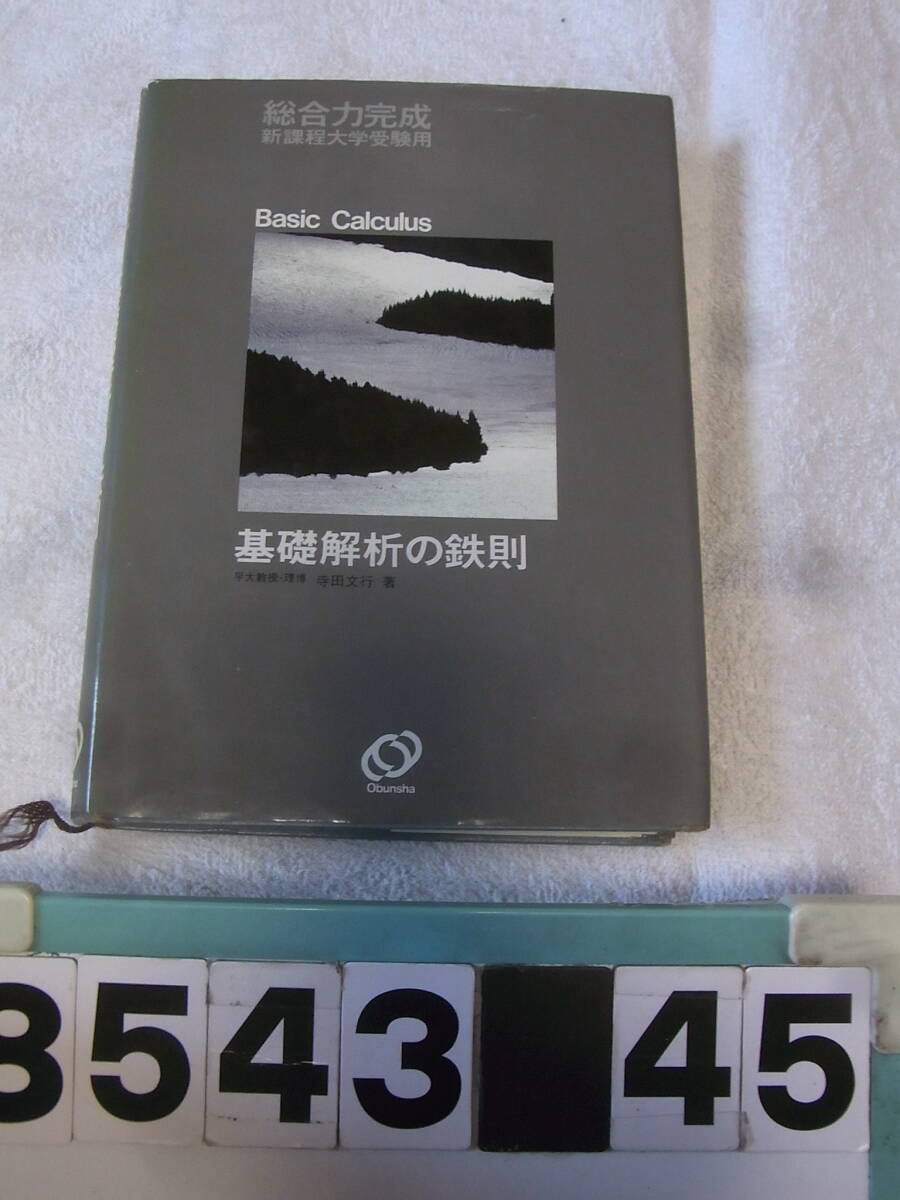 総合力完成
新課程大学受験用
Basic Calculus
基礎解析の鉄則
早大教授・理博 寺田文行 著
Obunsha
8543 45